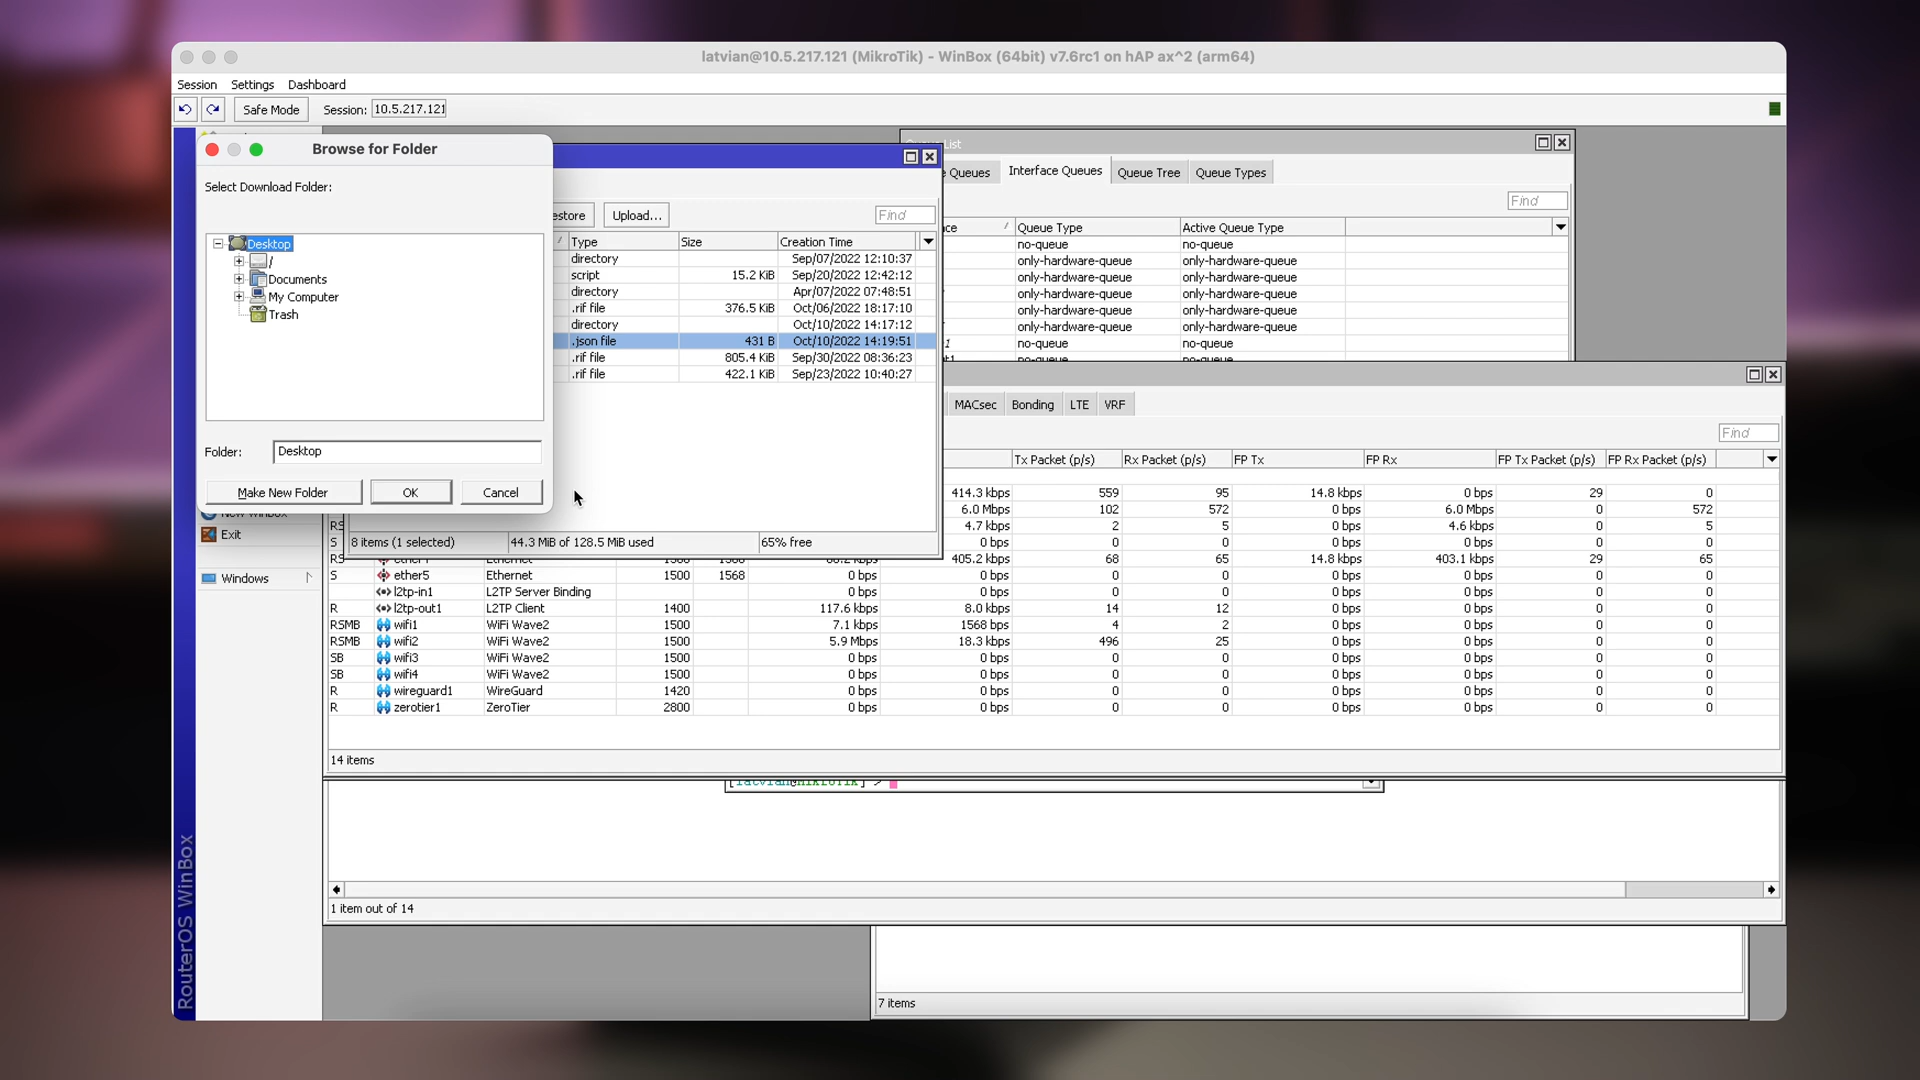 latvian@10.5.217.121 (MikroTik) - WinBox (64bit) v7.6rc1 on hAP ax^2 (arm64)
Session Settings Dashboard
Safe Mode Session: 10.5.217.121
Browse for Folder
Select Download Folder:
Desktop
/
Documents
My Computer
Trash
Folder: Desktop
Make New Folder OK Cancel
New WinBox
Exit
Windows
RouterOS WinBox
estore Upload... Find
Type Size Creation Time
directory Sep/07/2022 12:10:37
script 15.2 KiB Sep/20/2022 12:42:12
directory Apr/07/2022 07:48:51
.rif file 376.5 KiB Oct/06/2022 18:17:10
directory Oct/10/2022 14:17:12
.json file 431 B Oct/10/2022 14:19:51
.rif file 805.4 KiB Sep/30/2022 08:36:23
.rif file 422.1 KiB Sep/23/2022 10:40:27
8 items (1 selected) 44.3 MiB of 128.5 MiB used 65% free
List
Queues Interface Queues Queue Tree Queue Types
Find
ce Queue Type Active Queue Type
no-queue no-queue
only-hardware-queue only-hardware-queue
only-hardware-queue only-hardware-queue
only-hardware-queue only-hardware-queue
only-hardware-queue only-hardware-queue
only-hardware-queue only-hardware-queue
1 no-queue no-queue
no-queue no-queue
MACsec Bonding LTE VRF
Find
Tx Packet (p/s) Rx Packet (p/s) FP Tx FP Rx FP Tx Packet (p/s) FP Rx Packet (p/s)
414.3 kbps 559 95 14.8 kbps 0 bps 29 0
6.0 Mbps 102 572 0 bps 6.0 Mbps 0 572
RS 4.7 kbps 2 5 0 bps 4.6 kbps 0 5
S 0 bps 0 0 0 bps 0 bps 0 0
RS 405.2 kbps 68 65 14.8 kbps 403.1 kbps 29 65
S ether5 Ethernet 1500 1568 0 bps 0 bps 0 0 0 bps 0 bps 0 0
l2tp-in1 L2TP Server Binding 0 bps 0 bps 0 0 0 bps 0 bps 0 0
R l2tp-out1 L2TP Client 1400 117.6 kbps 8.0 kbps 14 12 0 bps 0 bps 0 0
RSMB wifi1 WiFi Wave2 1500 7.1 kbps 1568 bps 4 2 0 bps 0 bps 0 0
RSMB wifi2 WiFi Wave2 1500 5.9 Mbps 18.3 kbps 496 25 0 bps 0 bps 0 0
SB wifi3 WiFi Wave2 1500 0 bps 0 bps 0 0 0 bps 0 bps 0 0
SB wifi4 WiFi Wave2 1500 0 bps 0 bps 0 0 0 bps 0 bps 0 0
R wireguard1 WireGuard 1420 0 bps 0 bps 0 0 0 bps 0 bps 0 0
R zerotier1 ZeroTier 2800 0 bps 0 bps 0 0 0 bps 0 bps 0 0
14 items
[latvian@MikroTik] >
1 item out of 14
7 items